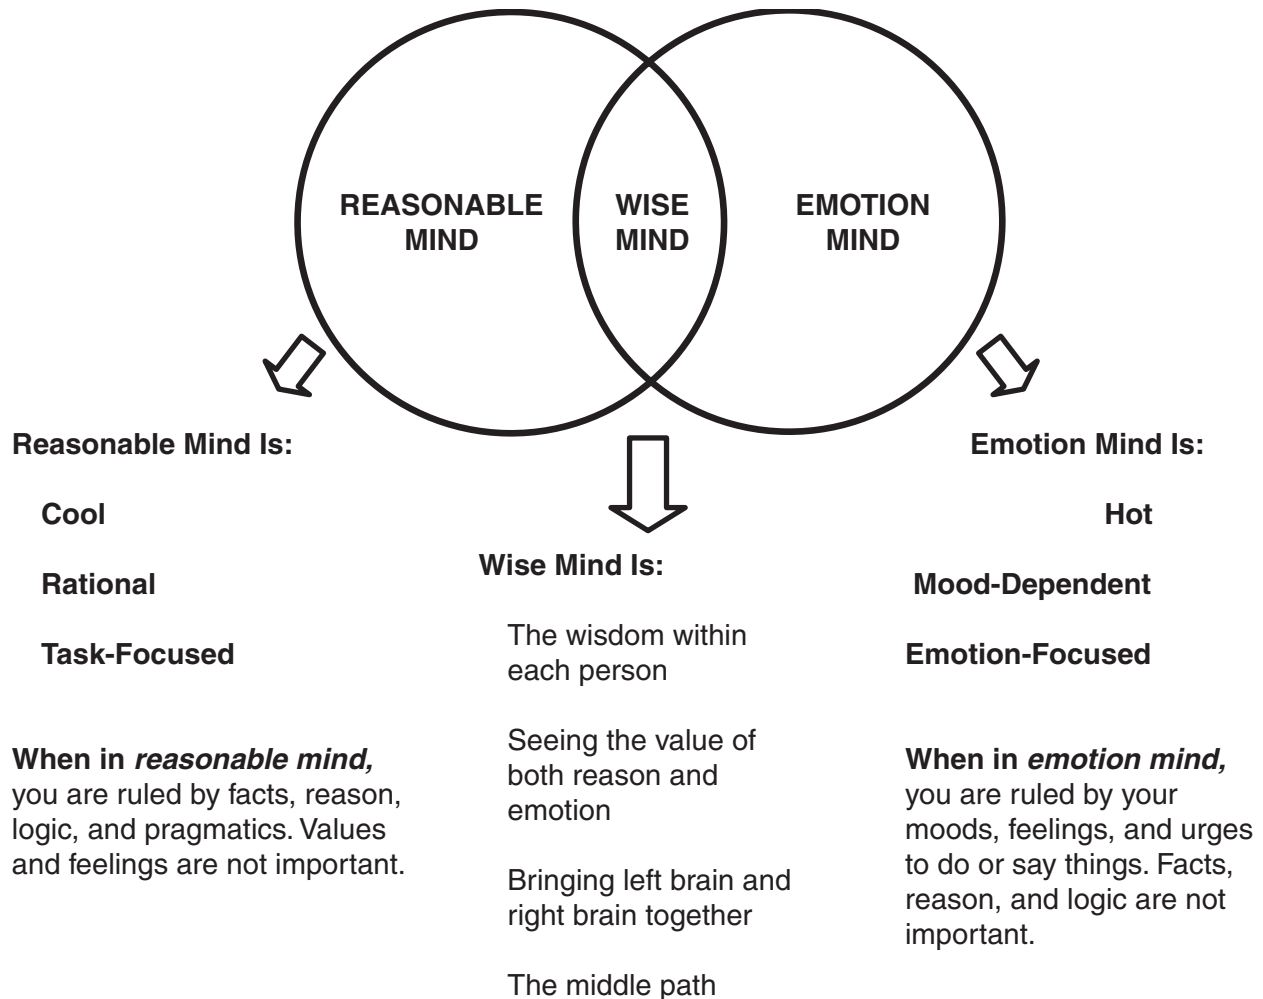 REASONABLE
MIND
WISE
MIND
EMOTION
MIND
Reasonable Mind Is:
Cool
Rational
Task-Focused
When in reasonable mind,
you are ruled by facts, reason,
logic, and pragmatics. Values
and feelings are not important.
Wise Mind Is:
The wisdom within
each person
Seeing the value of
both reason and
emotion
Bringing left brain and
right brain together
The middle path
Emotion Mind Is:
Hot
Mood-Dependent
Emotion-Focused
When in emotion mind,
you are ruled by your
moods, feelings, and urges
to do or say things. Facts,
reason, and logic are not
important.